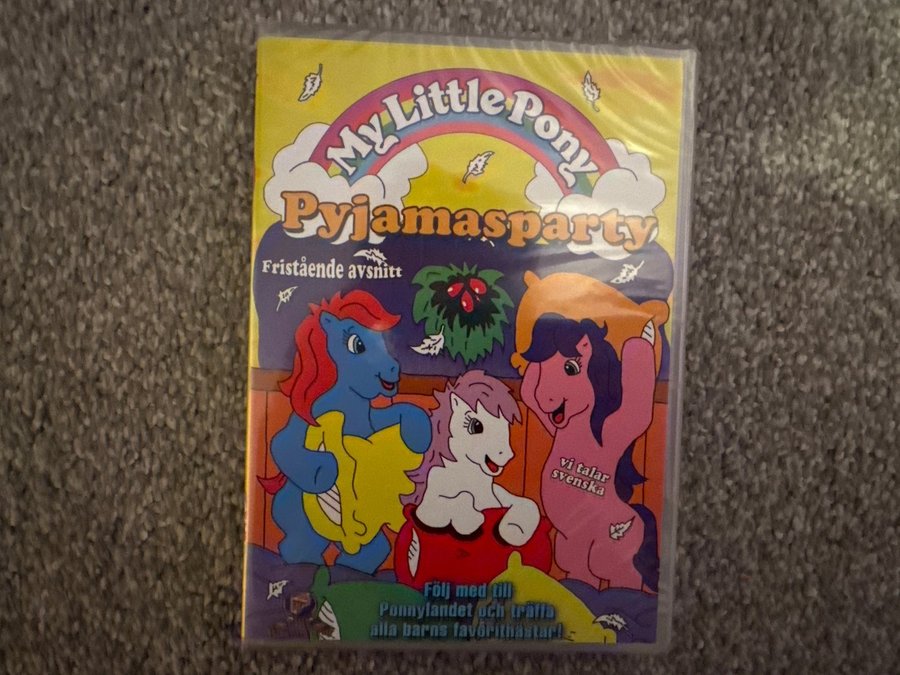 My Little Pony
Pyjamasparty
Fristående avsnitt
vi talar
svenska
Följ med till
Ponnylandet och träffa
alla barns favorithästar!